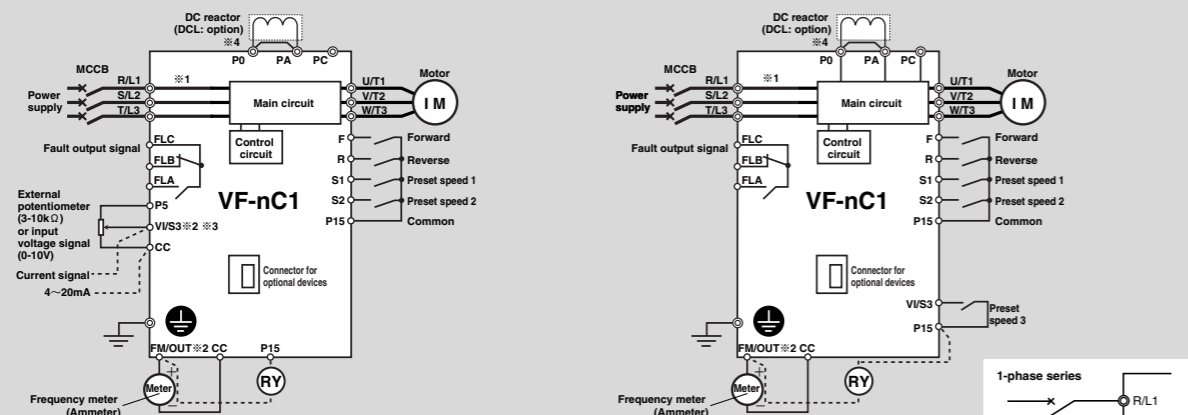 DC reactor
(DCL: option)
※4
P0 PA PC
MCCB
R/L1
※1
Power
supply
S/L2
T/L3
Main circuit
U/T1
V/T2
W/T3
Motor
I M
Control
circuit
Fault output signal
FLC
FLB
FLA
F Forward
R Reverse
S1 Preset speed 1
S2 Preset speed 2
P15 Common
VF-nC1
External
potentiometer
(3-10kΩ)
or input
voltage signal
(0-10V)
P5
VI/S3※2 ※3
CC
Current signal
4~20mA
Connector for
optional devices
FM/OUT※2 CC P15
+
Meter
−
RY
Frequency meter
(Ammeter)
DC reactor
(DCL: option)
※4
P0 PA PC
MCCB
R/L1
※1
Power
supply
S/L2
T/L3
Main circuit
U/T1
V/T2
W/T3
Motor
I M
Control
circuit
Fault output signal
FLC
FLB
FLA
F Forward
R Reverse
S1 Preset speed 1
S2 Preset speed 2
P15 Common
VF-nC1
Connector for
optional devices
VI/S3
Preset
speed 3
P15
FM/OUT※2 CC
+
Meter
−
RY
Frequency meter
(Ammeter)
1-phase series
R/L1